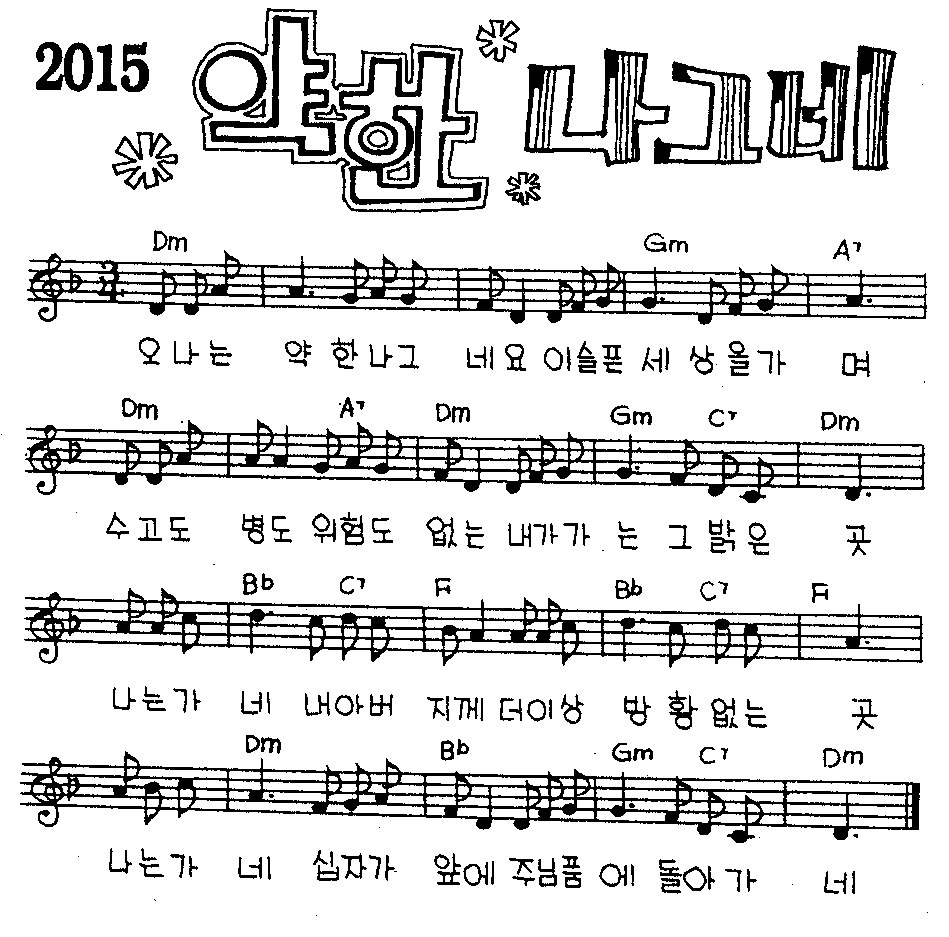 2015 약한 나그네
Dm Gm A7
오 나 는 약 한 나 그 네 요 이 슬 픈 세 상 을 가 며
Dm A7 Dm Gm C7 Dm
수 고 도 병 도 위 험 도 없 는 내 가 가 는 그 밝 은 곳
Bb C7 F Bb C7 F
나 는 가 네 내 아 버 지 께 더 이 상 방 황 없 는 곳
Dm Bb Gm C7 Dm
나 는 가 네 십 자 가 앞 에 주 님 품 에 돌 아 가 네